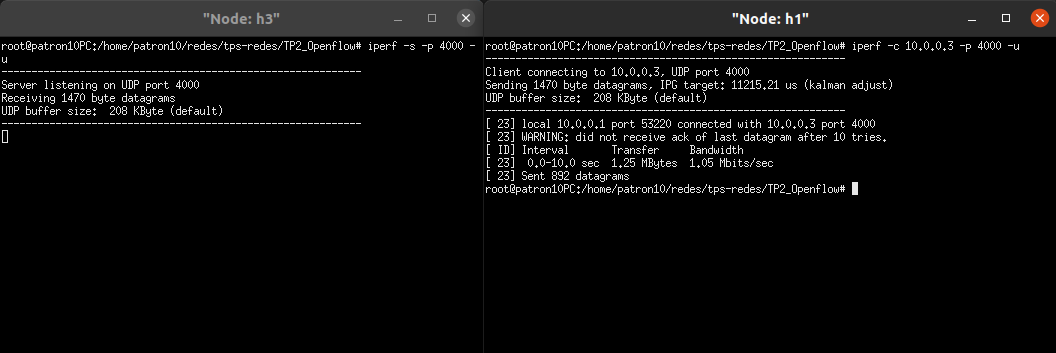 "Node: h3"
root@patron10PC:/home/patron10/redes/tps-redes/TP2_Openflow# iperf -s -p 4000 -
u
------------------------------------------------------------
Server listening on UDP port 4000
Receiving 1470 byte datagrams
UDP buffer size:  208 KByte (default)
------------------------------------------------------------
"Node: h1"
root@patron10PC:/home/patron10/redes/tps-redes/TP2_Openflow# iperf -c 10.0.0.3 -p 4000 -u
------------------------------------------------------------
Client connecting to 10.0.0.3, UDP port 4000
Sending 1470 byte datagrams, IPG target: 11215.21 us (kalman adjust)
UDP buffer size:  208 KByte (default)
------------------------------------------------------------
[ 23] local 10.0.0.1 port 53220 connected with 10.0.0.3 port 4000
[ 23] WARNING: did not receive ack of last datagram after 10 tries.
[ ID] Interval       Transfer     Bandwidth
[ 23]  0.0-10.0 sec  1.25 MBytes  1.05 Mbits/sec
[ 23] Sent 892 datagrams
root@patron10PC:/home/patron10/redes/tps-redes/TP2_Openflow#